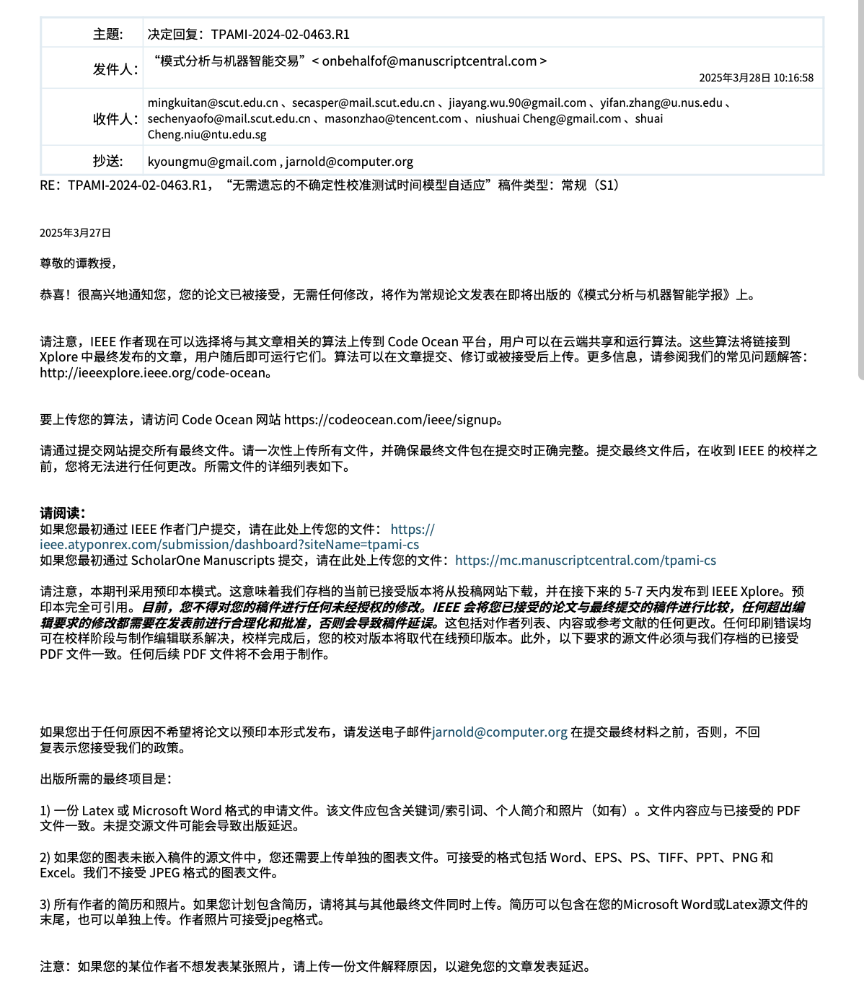 主题: 决定回复：TPAMI-2024-02-0463.R1
发件人： “模式分析与机器智能交易”< onbehalfof@manuscriptcentral.com >
2025年3月28日 10:16:58
收件人： mingkuitan@scut.edu.cn 、secasper@mail.scut.edu.cn 、jiayang.wu.90@gmail.com 、yifan.zhang@u.nus.edu 、
sechenyaofo@mail.scut.edu.cn 、masonzhao@tencent.com 、niushuai Cheng@gmail.com 、shuai
Cheng.niu@ntu.edu.sg
抄送: kyoungmu@gmail.com , jarnold@computer.org
RE：TPAMI-2024-02-0463.R1，“无需遗忘的不确定性校准测试时间模型自适应”稿件类型：常规（S1）
2025年3月27日
尊敬的谭教授，
恭喜！很高兴地通知您，您的论文已被接受，无需任何修改，将作为常规论文发表在即将出版的《模式分析与机器智能学报》上。
请注意，IEEE 作者现在可以选择将与其文章相关的算法上传到 Code Ocean 平台，用户可以在云端共享和运行算法。这些算法将链接到
Xplore 中最终发布的文章，用户随后即可运行它们。算法可以在文章提交、修订或被接受后上传。更多信息，请参阅我们的常见问题解答：
http://ieeexplore.ieee.org/code-ocean。
要上传您的算法，请访问 Code Ocean 网站 https://codeocean.com/ieee/signup。
请通过提交网站提交所有最终文件。请一次性上传所有文件，并确保最终文件包在提交时正确完整。提交最终文件后，在收到 IEEE 的校样之
前，您将无法进行任何更改。所需文件的详细列表如下。
请阅读：
如果您最初通过 IEEE 作者门户提交，请在此处上传您的文件： https://
ieee.atyponrex.com/submission/dashboard?siteName=tpami-cs
如果您最初通过 ScholarOne Manuscripts 提交，请在此处上传您的文件：https://mc.manuscriptcentral.com/tpami-cs
请注意，本期刊采用预印本模式。这意味着我们存档的当前已接受版本将从投稿网站下载，并在接下来的 5-7 天内发布到 IEEE Xplore。预
印本完全可引用。目前，您不得对您的稿件进行任何未经授权的修改。IEEE 会将您已接受的论文与最终提交的稿件进行比较，任何超出编
辑要求的修改都需要在发表前进行合理化和批准，否则会导致稿件延误。这包括对作者列表、内容或参考文献的任何更改。任何印刷错误均
可在校样阶段与制作编辑联系解决，校样完成后，您的校对版本将取代在线预印版本。此外，以下要求的源文件必须与我们存档的已接受
PDF 文件一致。任何后续 PDF 文件将不会用于制作。
如果您出于任何原因不希望将论文以预印本形式发布，请发送电子邮件jarnold@computer.org 在提交最终材料之前，否则，不回
复表示您接受我们的政策。
出版所需的最终项目是：
1) 一份 Latex 或 Microsoft Word 格式的申请文件。该文件应包含关键词/索引词、个人简介和照片（如有）。文件内容应与已接受的 PDF
文件一致。未提交源文件可能会导致出版延迟。
2) 如果您的图表未嵌入稿件的源文件中，您还需要上传单独的图表文件。可接受的格式包括 Word、EPS、PS、TIFF、PPT、PNG 和
Excel。我们不接受 JPEG 格式的图表文件。
3) 所有作者的简历和照片。如果您计划包含简历，请将其与其他最终文件同时上传。简历可以包含在您的Microsoft Word或Latex源文件的
末尾，也可以单独上传。作者照片可接受jpeg格式。
注意：如果您的某位作者不想发表某张照片，请上传一份文件解释原因，以避免您的文章发表延迟。